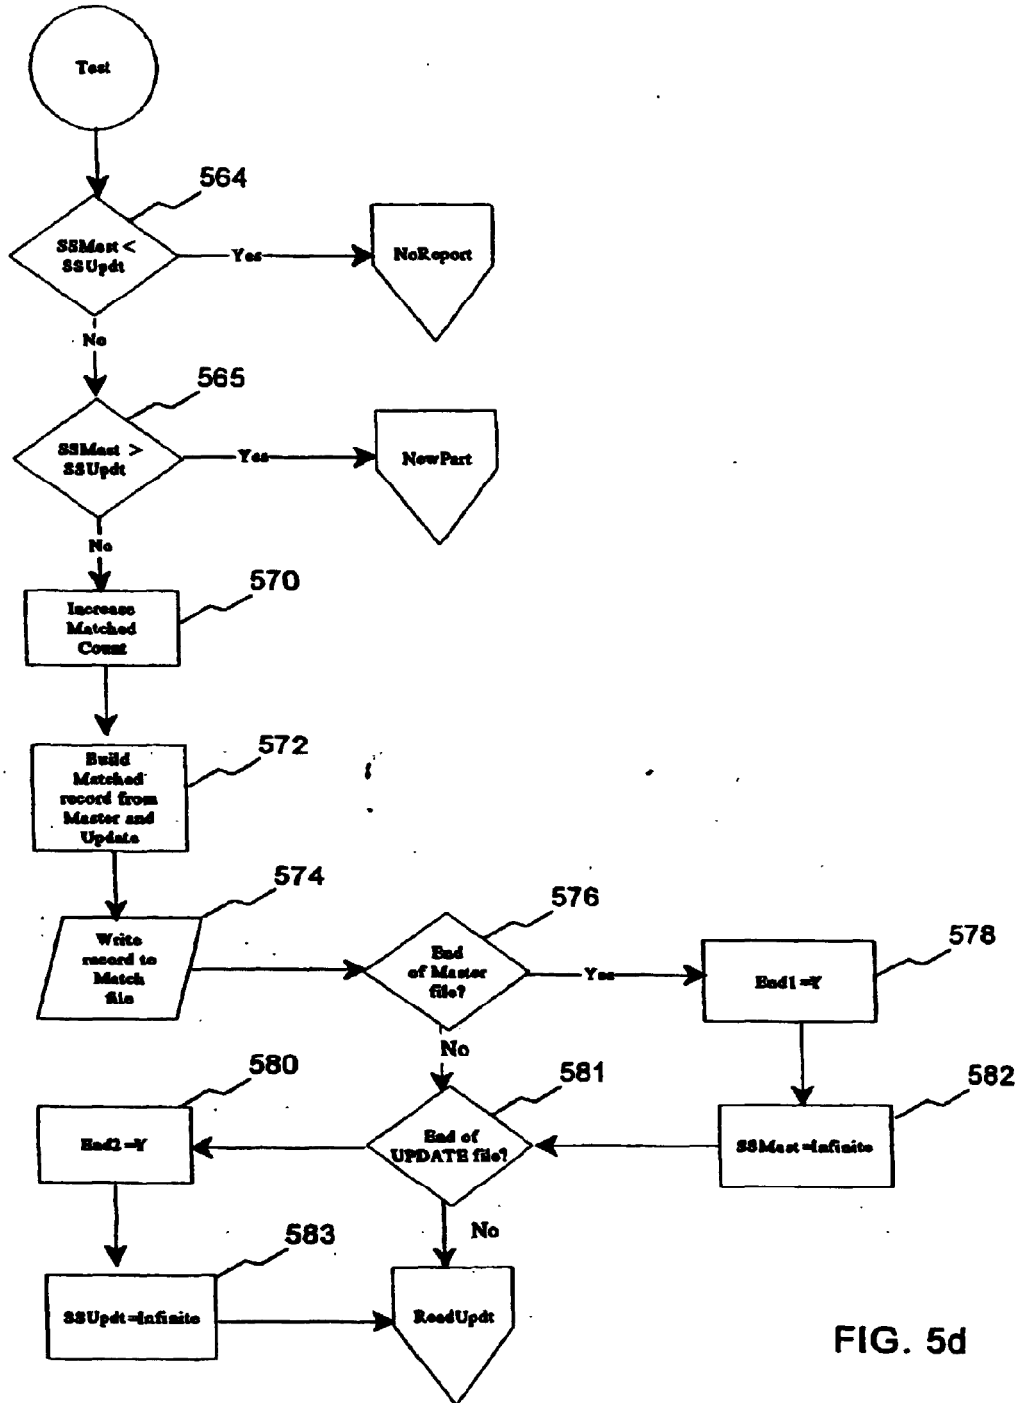 Test
564
SSMast <
SSUpdt
Yes
NoReport
No
565
SSMast >
SSUpdt
Yes
NewPart
No
570
Increase
Matched
Count
572
Build
Matched
record from
Master and
Update
574
Write
record to
Match
file
576
End
of Master
file?
Yes
578
End1=Y
No
580
End2=Y
581
End of
UPDATE file?
582
SSMast=Infinite
No
583
SSUpdt=Infinite
ReadUpdt
FIG. 5d